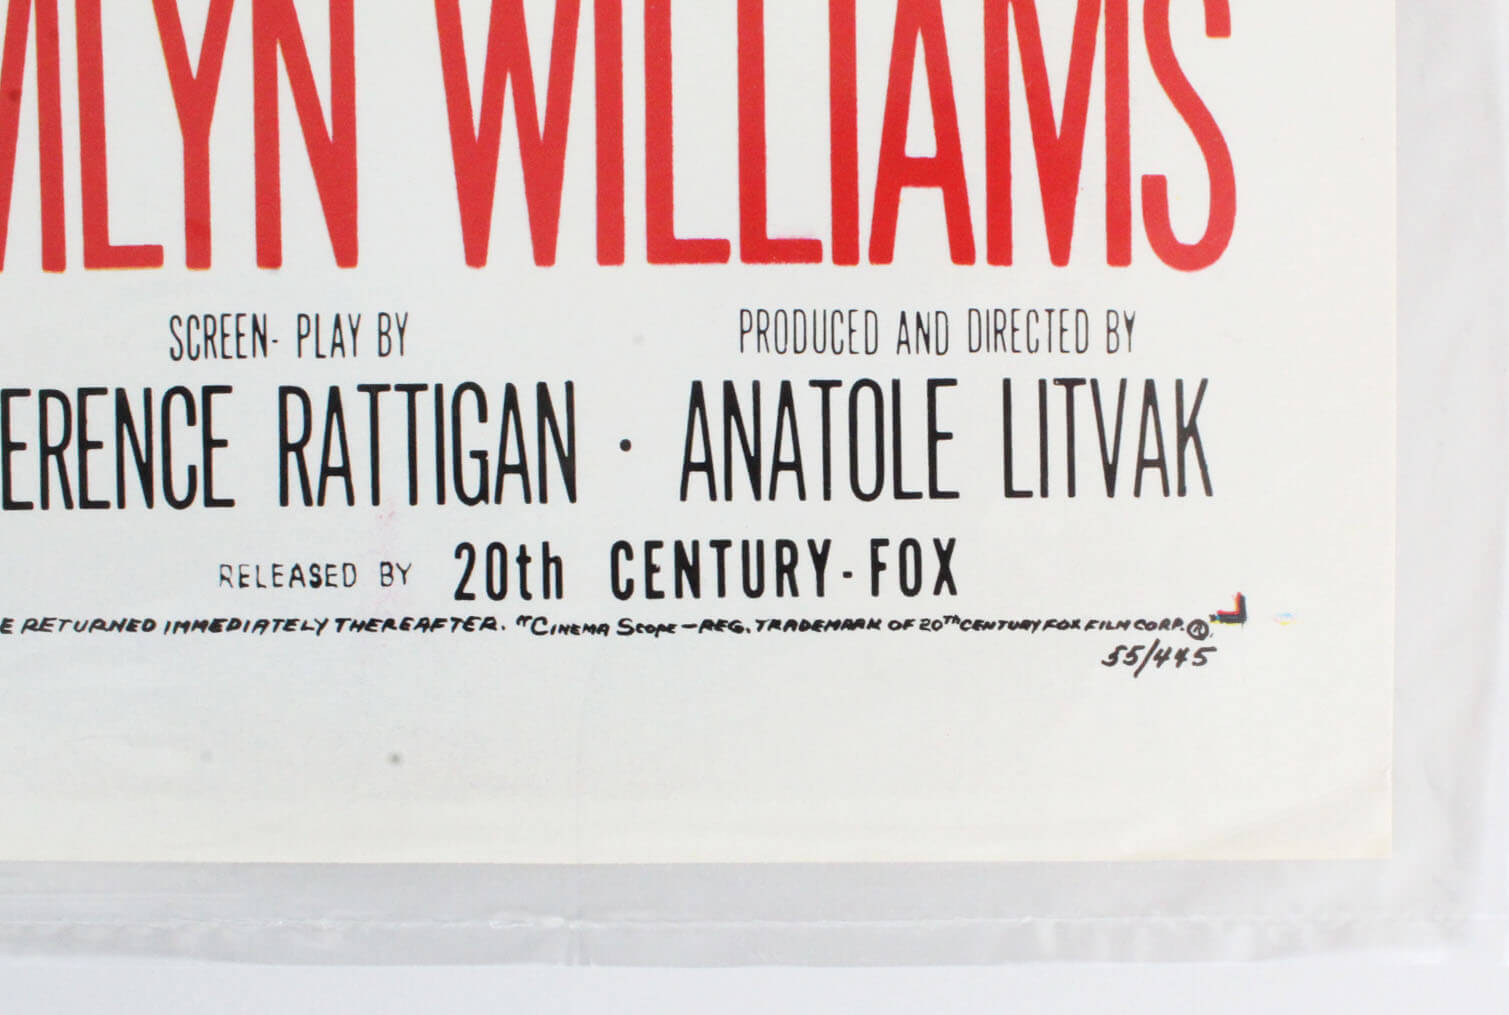 MLYN WILLIAMS
SCREEN- PLAY BY PRODUCED AND DIRECTED BY
ERENCE RATTIGAN · ANATOLE LITVAK
RELEASED BY 20th CENTURY-FOX
E RETURNED IMMEDIATELY THEREAFTER. "CINEMA SCOPE—REG. TRADEMARK OF 20TH CENTURY FOX FILM CORP. ®.
55/445